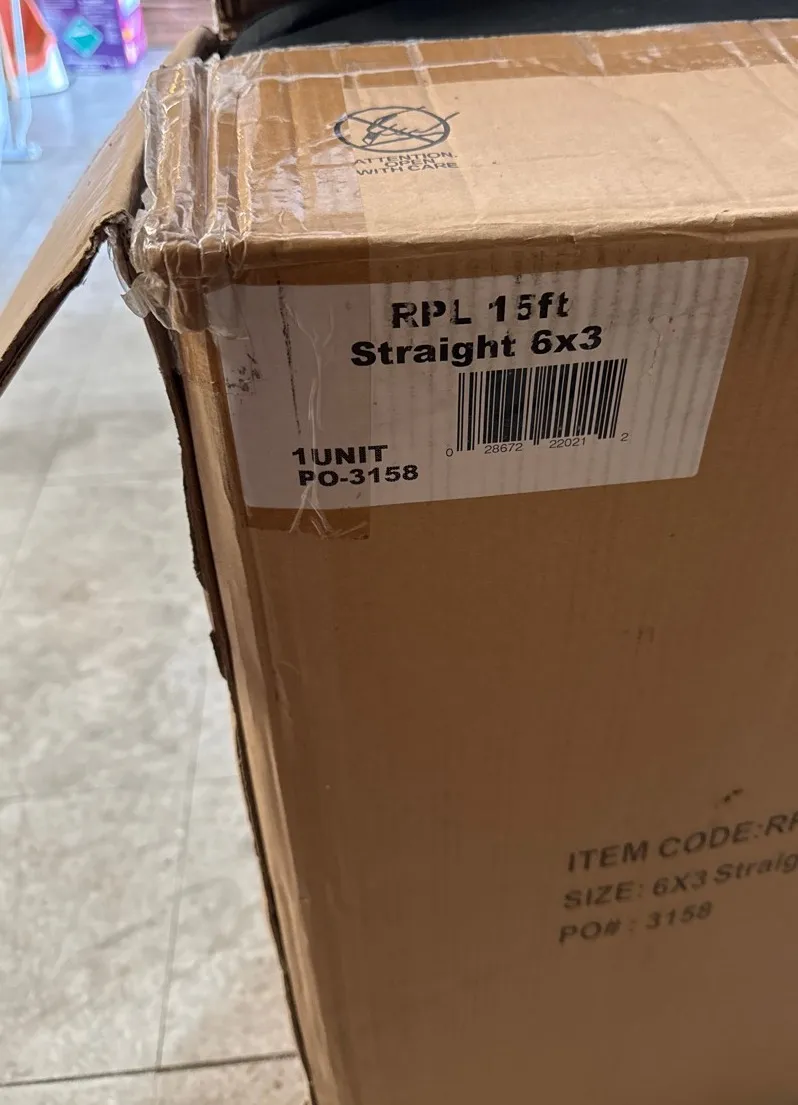 ATTENTION.
OPEN
WITH CARE
RPL 15ft
Straight 6x3
1UNIT
PO-3158
0 28672 22021 2
ITEM CODE:RP
SIZE: 6X3 Straig
PO# : 3158